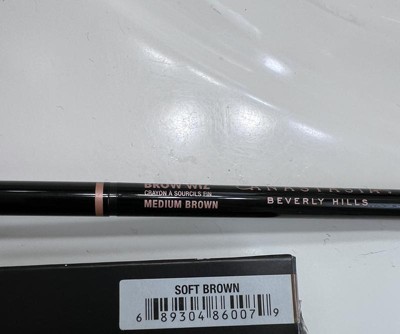 BROW WIZ
CRAYON À SOURCILS FIN
MEDIUM BROWN
ANASTASIA
BEVERLY HILLS
SOFT BROWN
6 89304 86007 9